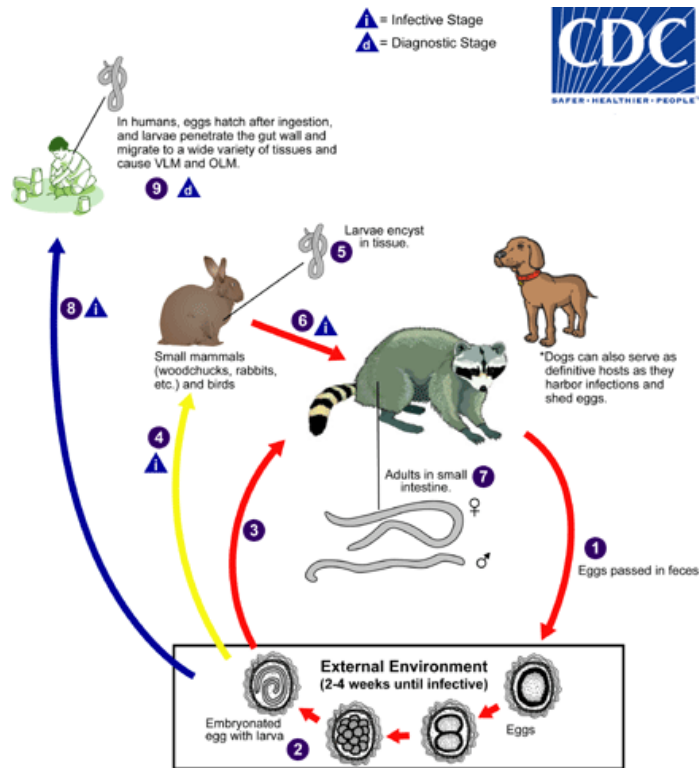 i = Infective Stage
d = Diagnostic Stage
CDC
SAFER • HEALTHIER • PEOPLE™
In humans, eggs hatch after ingestion,
and larvae penetrate the gut wall and
migrate to a wide variety of tissues and
cause VLM and OLM.
9 d
Larvae encyst
in tissue.
5
8 i
6 i
Small mammals
(woodchucks, rabbits,
etc.) and birds
*Dogs can also serve as
definitive hosts as they
harbor infections and
shed eggs.
4
i
3
Adults in small
intestine.
7
♀
♂
1
Eggs passed in feces
External Environment
(2-4 weeks until infective)
Embryonated
egg with larva
2
Eggs